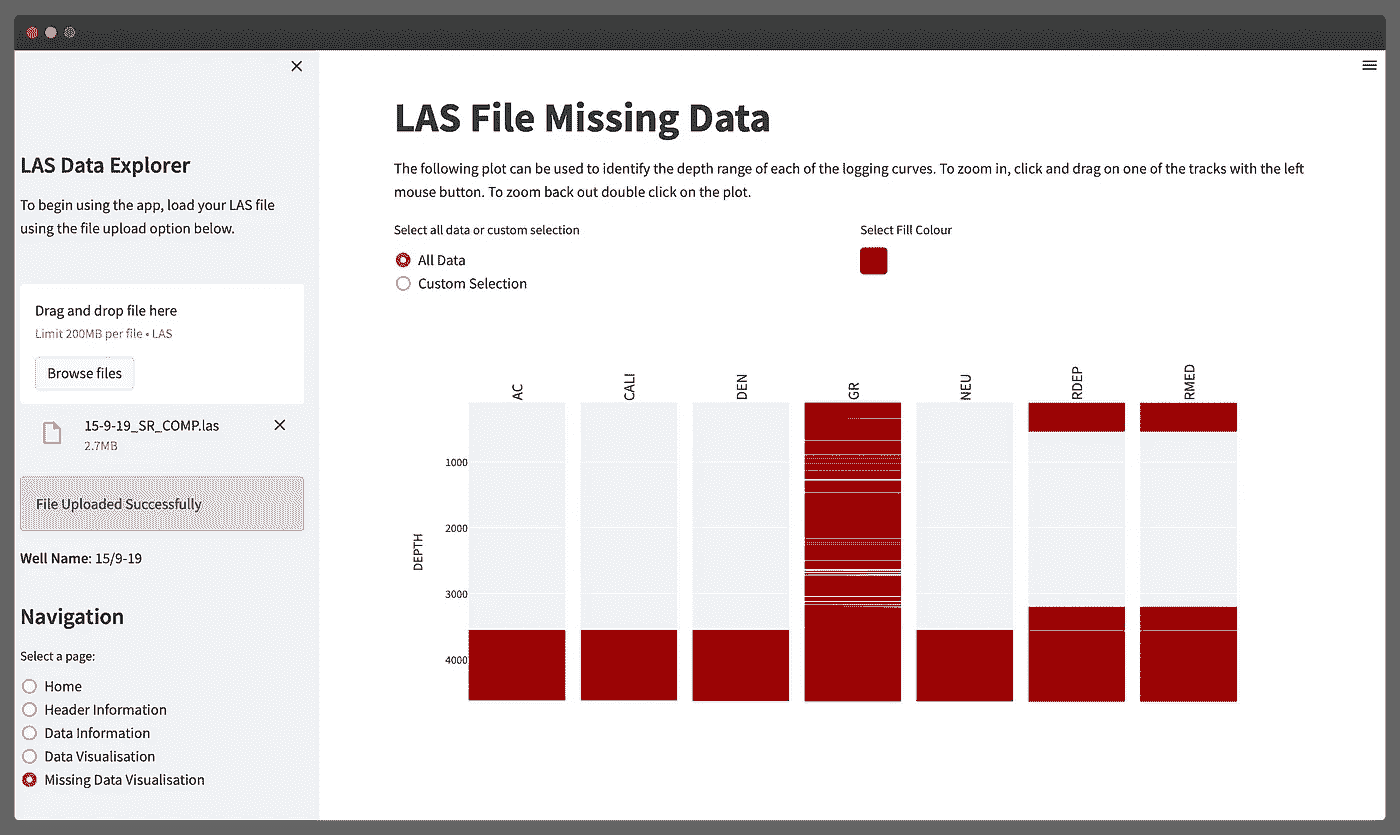 LAS Data Explorer
To begin using the app, load your LAS file
using the file upload option below.
Drag and drop file here
Limit 200MB per file • LAS
Browse files
15-9-19_SR_COMP.las
2.7MB
File Uploaded Successfully
Well Name: 15/9-19
Navigation
Select a page:
Home
Header Information
Data Information
Data Visualisation
Missing Data Visualisation
LAS File Missing Data
The following plot can be used to identify the depth range of each of the logging curves. To zoom in, click and drag on one of the tracks with the left
mouse button. To zoom back out double click on the plot.
Select all data or custom selection
All Data
Custom Selection
Select Fill Colour
AC
CALI
DEN
GR
NEU
RDEP
RMED
DEPTH
1000
2000
3000
4000